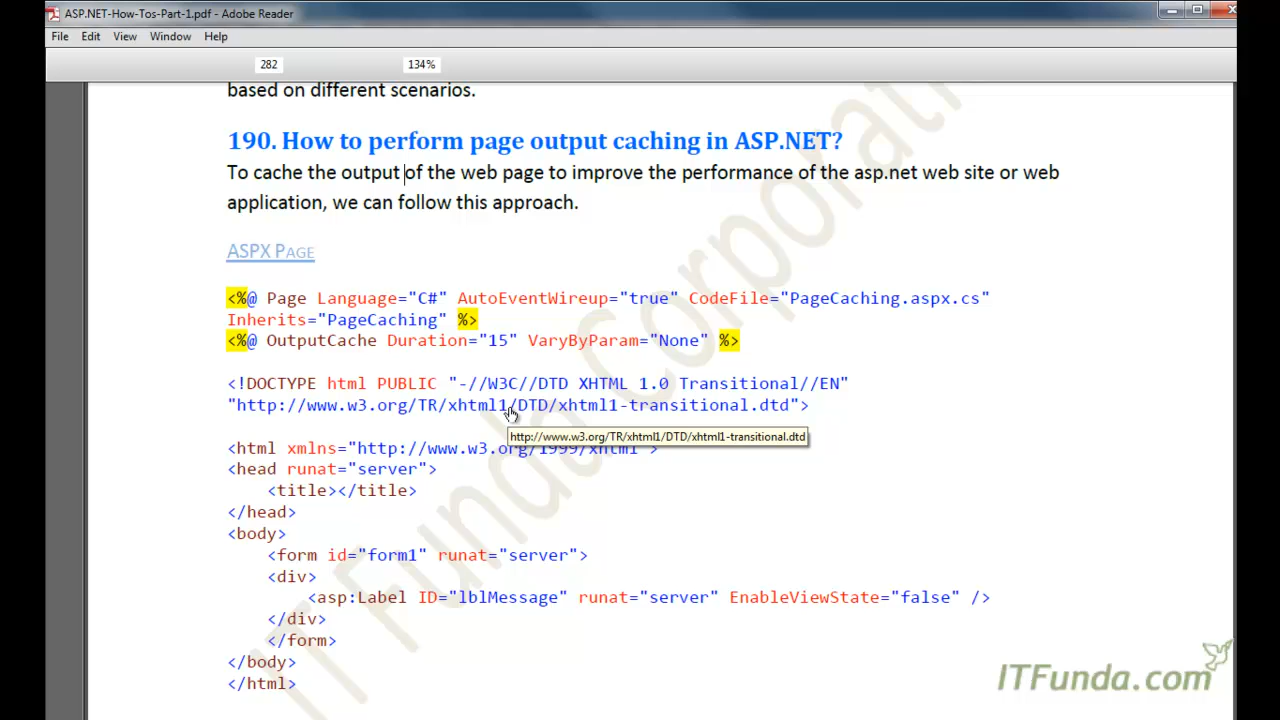 ASP.NET-How-Tos-Part-1.pdf - Adobe Reader
File Edit View Window Help
282 134%
based on different scenarios.
190. How to perform page output caching in ASP.NET?
To cache the output of the web page to improve the performance of the asp.net web site or web
application, we can follow this approach.
ASPX PAGE
<%@ Page Language="C#" AutoEventWireup="true" CodeFile="PageCaching.aspx.cs"
Inherits="PageCaching" %>
<%@ OutputCache Duration="15" VaryByParam="None" %>
<!DOCTYPE html PUBLIC "-//W3C//DTD XHTML 1.0 Transitional//EN"
"http://www.w3.org/TR/xhtml1/DTD/xhtml1-transitional.dtd">
http://www.w3.org/TR/xhtml1/DTD/xhtml1-transitional.dtd
<html xmlns="http://www.w3.org/1999/xhtml">
<head runat="server">
<title></title>
</head>
<body>
<form id="form1" runat="server">
<div>
<asp:Label ID="lblMessage" runat="server" EnableViewState="false" />
</div>
</form>
</body>
</html>
IT Funda Corporati
ITFunda.com